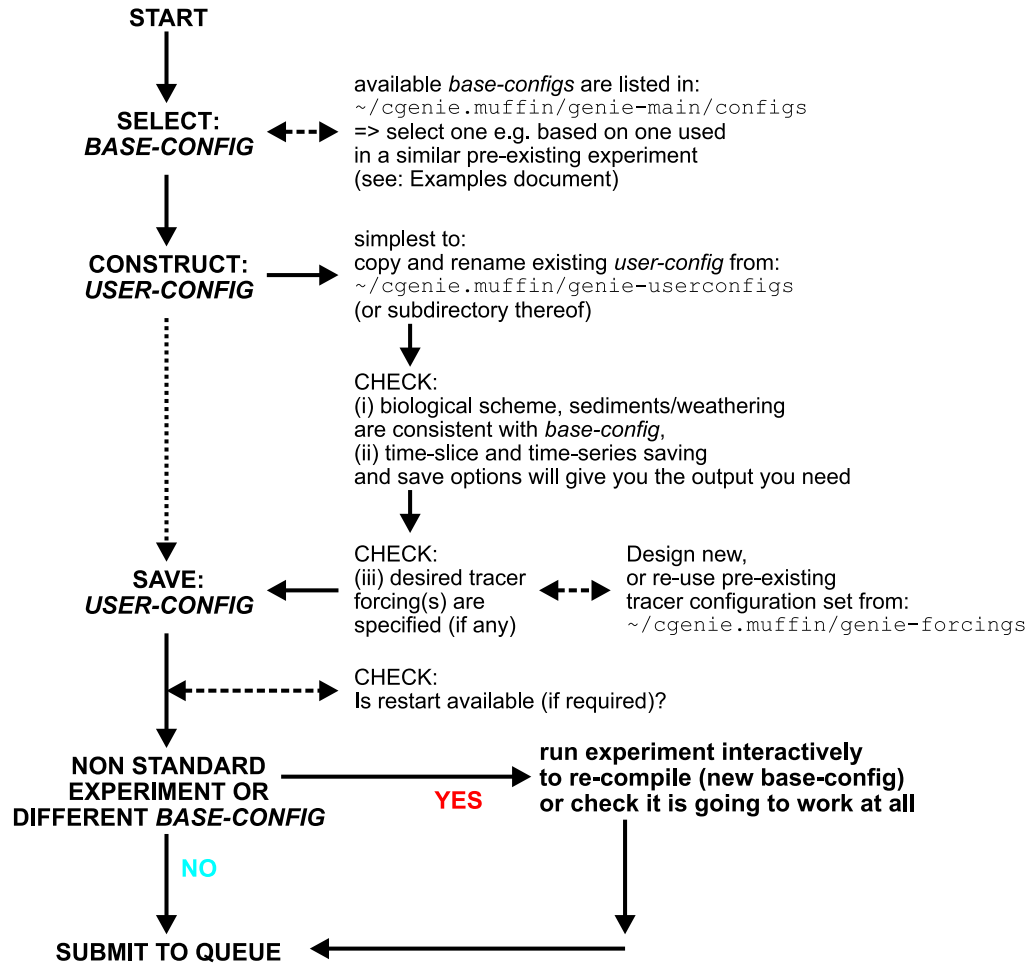 START
SELECT:
BASE-CONFIG
available base-configs are listed in:
~/cgenie.muffin/genie-main/configs
=> select one e.g. based on one used
in a similar pre-existing experiment
(see: Examples document)
CONSTRUCT:
USER-CONFIG
simplest to:
copy and rename existing user-config from:
~/cgenie.muffin/genie-userconfigs
(or subdirectory thereof)
CHECK:
(i) biological scheme, sediments/weathering
are consistent with base-config,
(ii) time-slice and time-series saving
and save options will give you the output you need
SAVE:
USER-CONFIG
CHECK:
(iii) desired tracer
forcing(s) are
specified (if any)
Design new,
or re-use pre-existing
tracer configuration set from:
~/cgenie.muffin/genie-forcings
CHECK:
Is restart available (if required)?
NON STANDARD
EXPERIMENT OR
DIFFERENT BASE-CONFIG
YES
run experiment interactively
to re-compile (new base-config)
or check it is going to work at all
NO
SUBMIT TO QUEUE